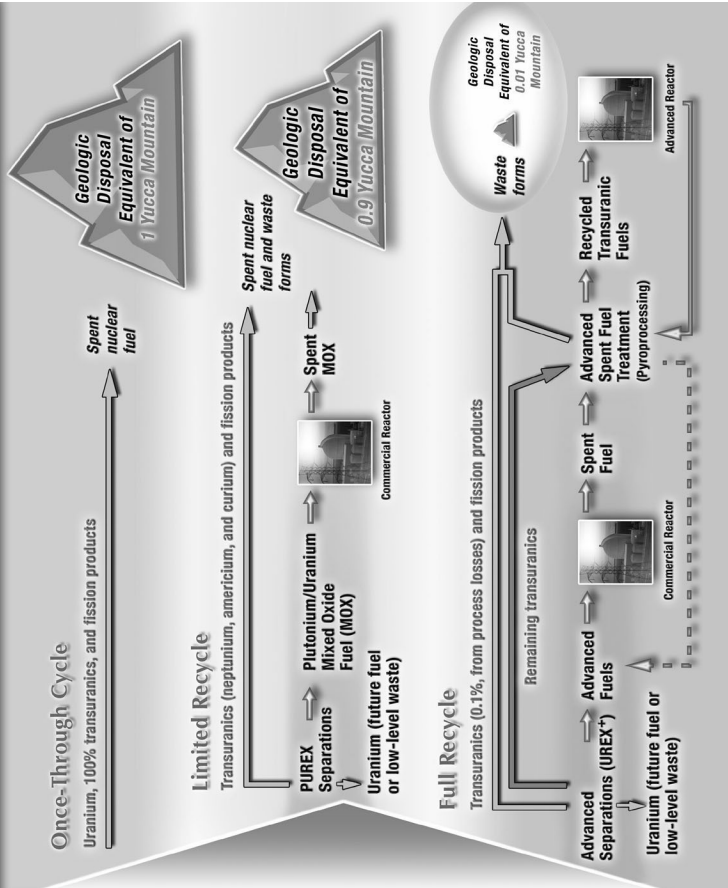 Once-Through Cycle
Uranium, 100% transuranics, and fission products
Spent
nuclear
fuel
Geologic
Disposal
Equivalent of
1 Yucca Mountain
Limited Recycle
Transuranics (neptunium, americium, and curium) and fission products
PUREX
Separations
Uranium (future fuel
or low-level waste)
Plutonium/Uranium
Mixed Oxide
Fuel (MOX)
Commercial Reactor
Spent
MOX
Spent nuclear
fuel and waste
forms
Geologic
Disposal
Equivalent of
0.9 Yucca Mountain
Full Recycle
Transuranics (0.1%, from process losses) and fission products
Remaining transuranics
Advanced
Separations (UREX+)
Uranium (future fuel or
low-level waste)
Advanced
Fuels
Commercial Reactor
Spent
Fuel
Advanced
Spent Fuel
Treatment
(Pyroprocessing)
Recycled
Transuranic
Fuels
Advanced Reactor
Waste
forms
Geologic
Disposal
Equivalent of
0.01 Yucca
Mountain